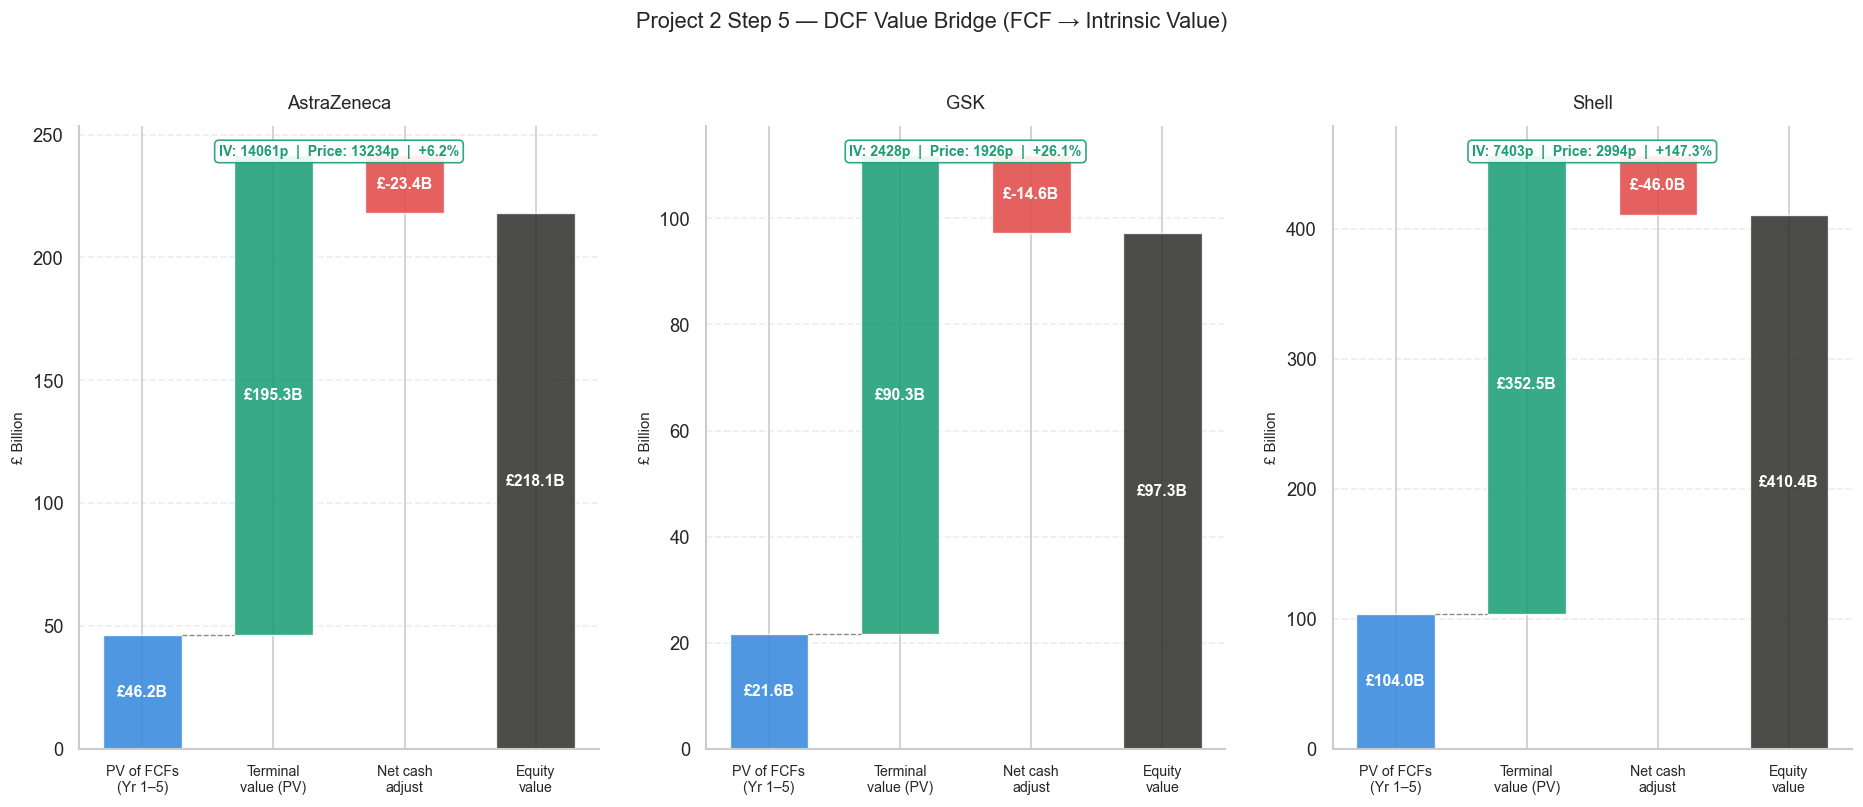 Project 2 Step 5 — DCF Value Bridge (FCF → Intrinsic Value)
AstraZeneca
£ Billion
250
200
150
100
50
0
IV: 14061p | Price: 13234p | +6.2%
£46.2B
£195.3B
£-23.4B
£218.1B
PV of FCFs
(Yr 1–5)
Terminal
value (PV)
Net cash
adjust
Equity
value
GSK
£ Billion
100
80
60
40
20
0
IV: 2428p | Price: 1926p | +26.1%
£21.6B
£90.3B
£-14.6B
£97.3B
PV of FCFs
(Yr 1–5)
Terminal
value (PV)
Net cash
adjust
Equity
value
Shell
£ Billion
400
300
200
100
0
IV: 7403p | Price: 2994p | +147.3%
£104.0B
£352.5B
£-46.0B
£410.4B
PV of FCFs
(Yr 1–5)
Terminal
value (PV)
Net cash
adjust
Equity
value